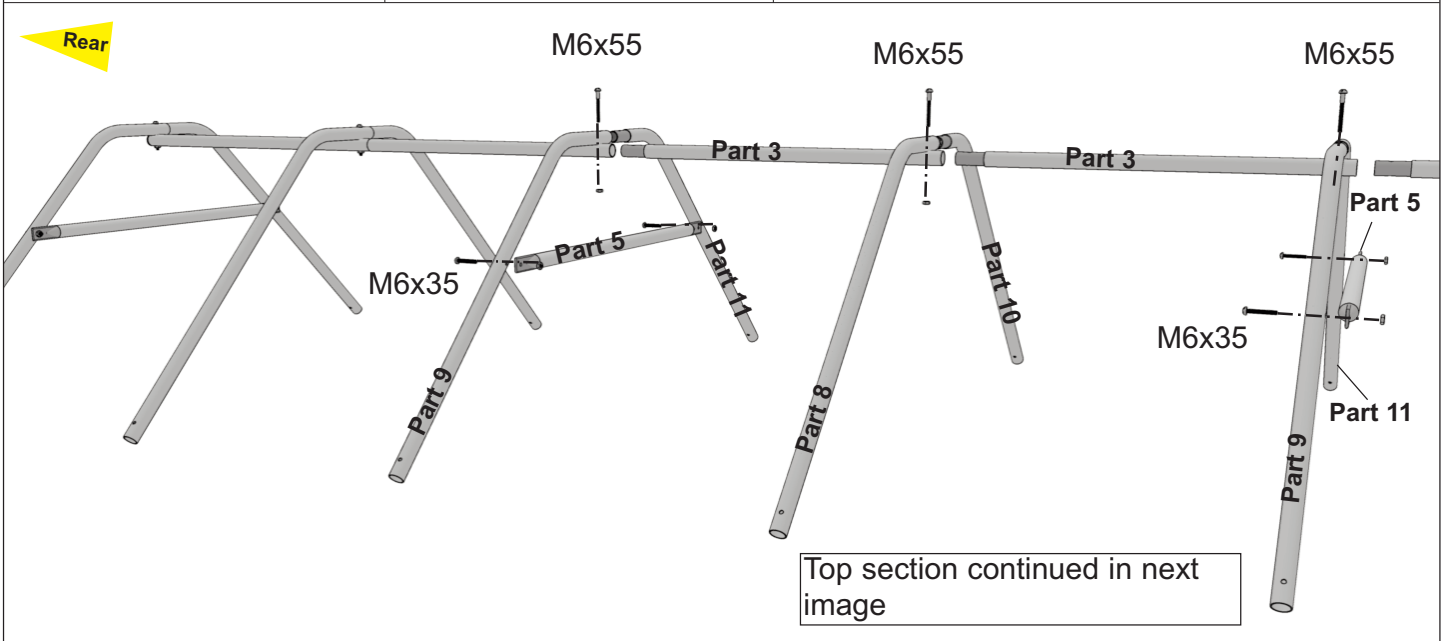 Rear
M6x55
M6x55
M6x55
Part 3
Part 3
Part 5
Part 5
M6x35
Part 11
Part 10
M6x35
Part 9
Part 8
Part 11
Part 9
Top section continued in next
image